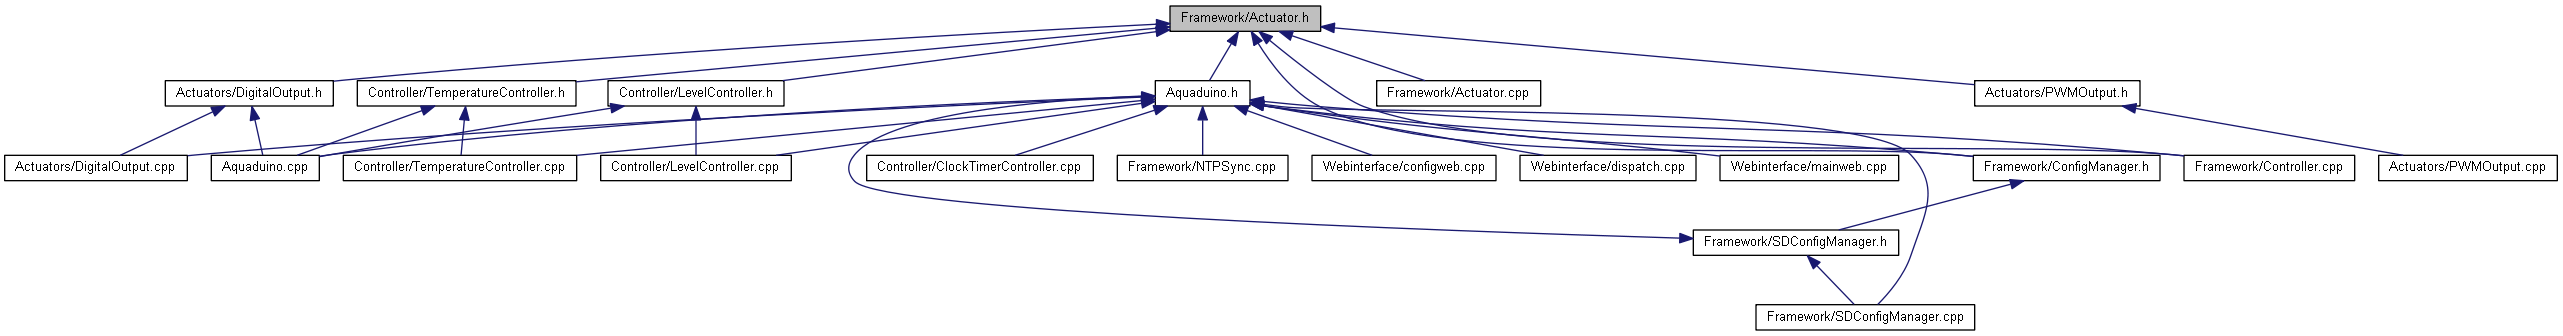 Framework/Actuator.h
Actuators/DigitalOutput.h
Controller/TemperatureController.h
Controller/LevelController.h
Aquaduino.h
Framework/Actuator.cpp
Actuators/PWMOutput.h
Actuators/DigitalOutput.cpp
Aquaduino.cpp
Controller/TemperatureController.cpp
Controller/LevelController.cpp
Controller/ClockTimerController.cpp
Framework/NTPSync.cpp
Webinterface/configweb.cpp
Webinterface/dispatch.cpp
Webinterface/mainweb.cpp
Framework/ConfigManager.h
Framework/Controller.cpp
Actuators/PWMOutput.cpp
Framework/SDConfigManager.h
Framework/SDConfigManager.cpp